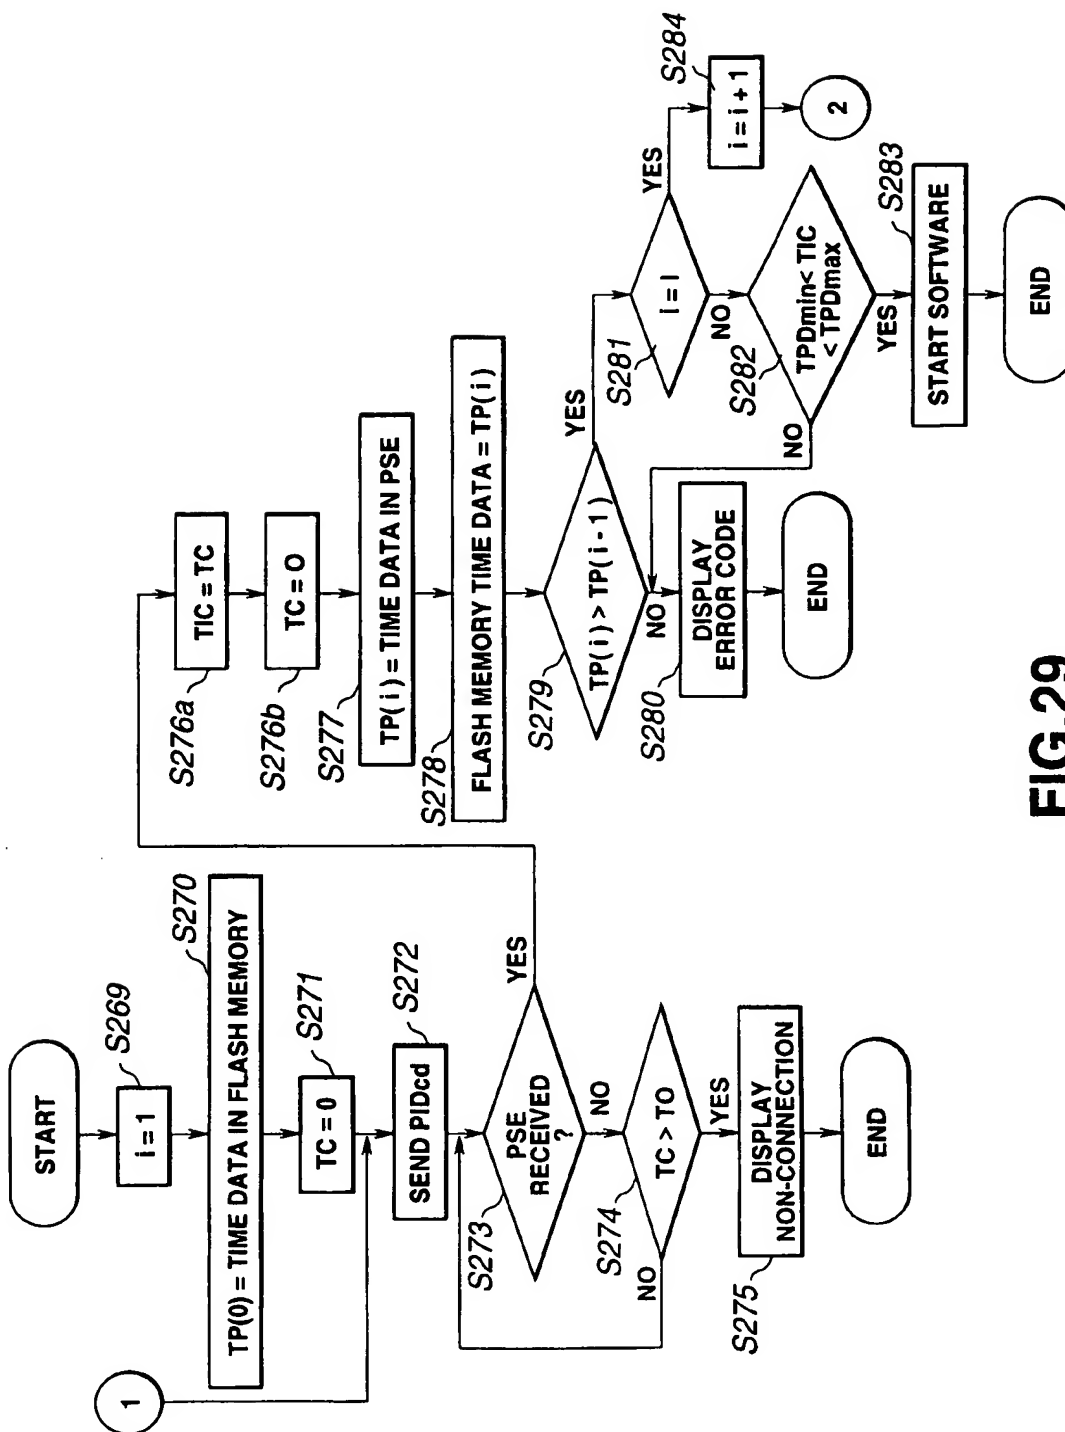 START
S269
i = 1
S270
TP(0) = TIME DATA IN FLASH MEMORY
S271
TC = 0
1
S272
SEND PIDcd
S273
PSE
RECEIVED
?
YES
NO
S274
TC > TO
NO
YES
S275
DISPLAY
NON-CONNECTION
END
S276a
TIC = TC
S276b
TC = O
S277
TP( i ) = TIME DATA IN PSE
S278
FLASH MEMORY TIME DATA = TP( i )
S279
TP( i ) > TP( i - 1 )
YES
NO
S280
DISPLAY
ERROR CODE
END
S281
i = I
YES
NO
S284
i = i + 1
2
S282
TPDmin< TIC
< TPDmax
NO
YES
S283
START SOFTWARE
END
FIG.29